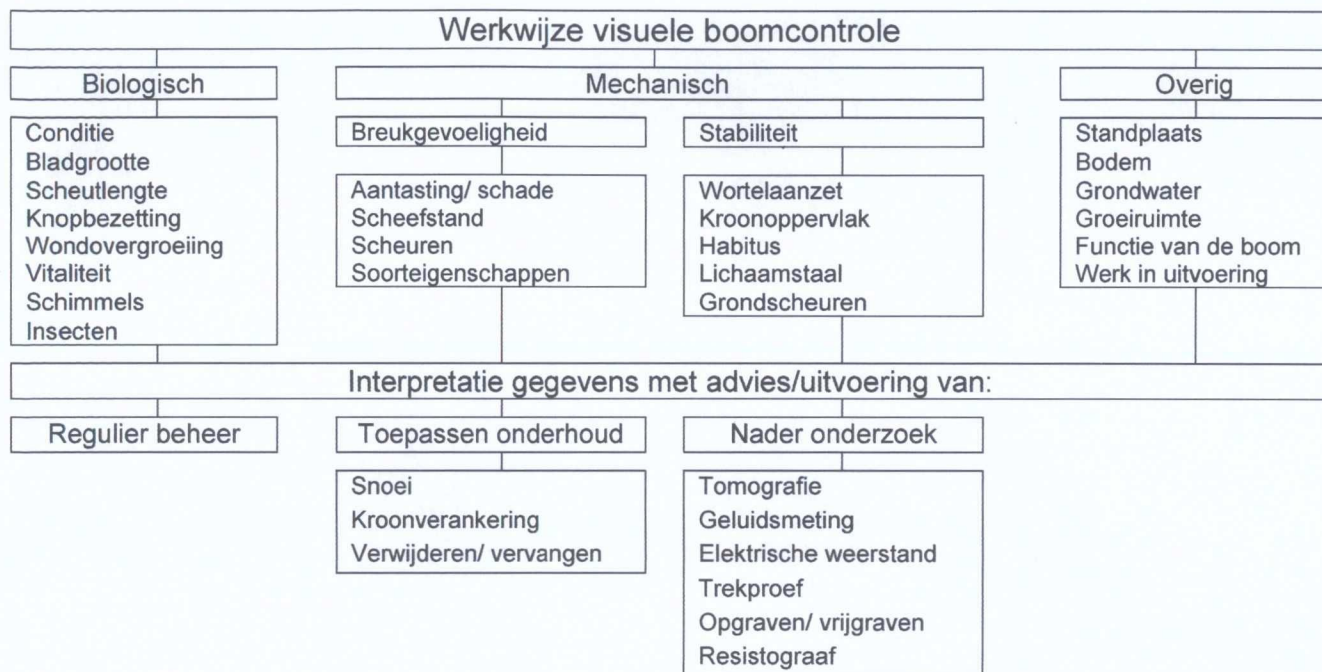 Werkwijze visuele boomcontrole
Biologisch
Mechanisch
Overig
Conditie
Bladgrootte
Scheutlengte
Knopbezetting
Wondovergroeiing
Vitaliteit
Schimmels
Insecten
Breukgevoeligheid
Aantasting/ schade
Scheefstand
Scheuren
Soorteigenschappen
Stabiliteit
Wortelaanzet
Kroonoppervlak
Habitus
Lichaamstaal
Grondscheuren
Standplaats
Bodem
Grondwater
Groeiruimte
Functie van de boom
Werk in uitvoering
Interpretatie gegevens met advies/uitvoering van:
Regulier beheer
Toepassen onderhoud
Snoei
Kroonverankering
Verwijderen/ vervangen
Nader onderzoek
Tomografie
Geluidsmeting
Elektrische weerstand
Trekproef
Opgraven/ vrijgraven
Resistograaf